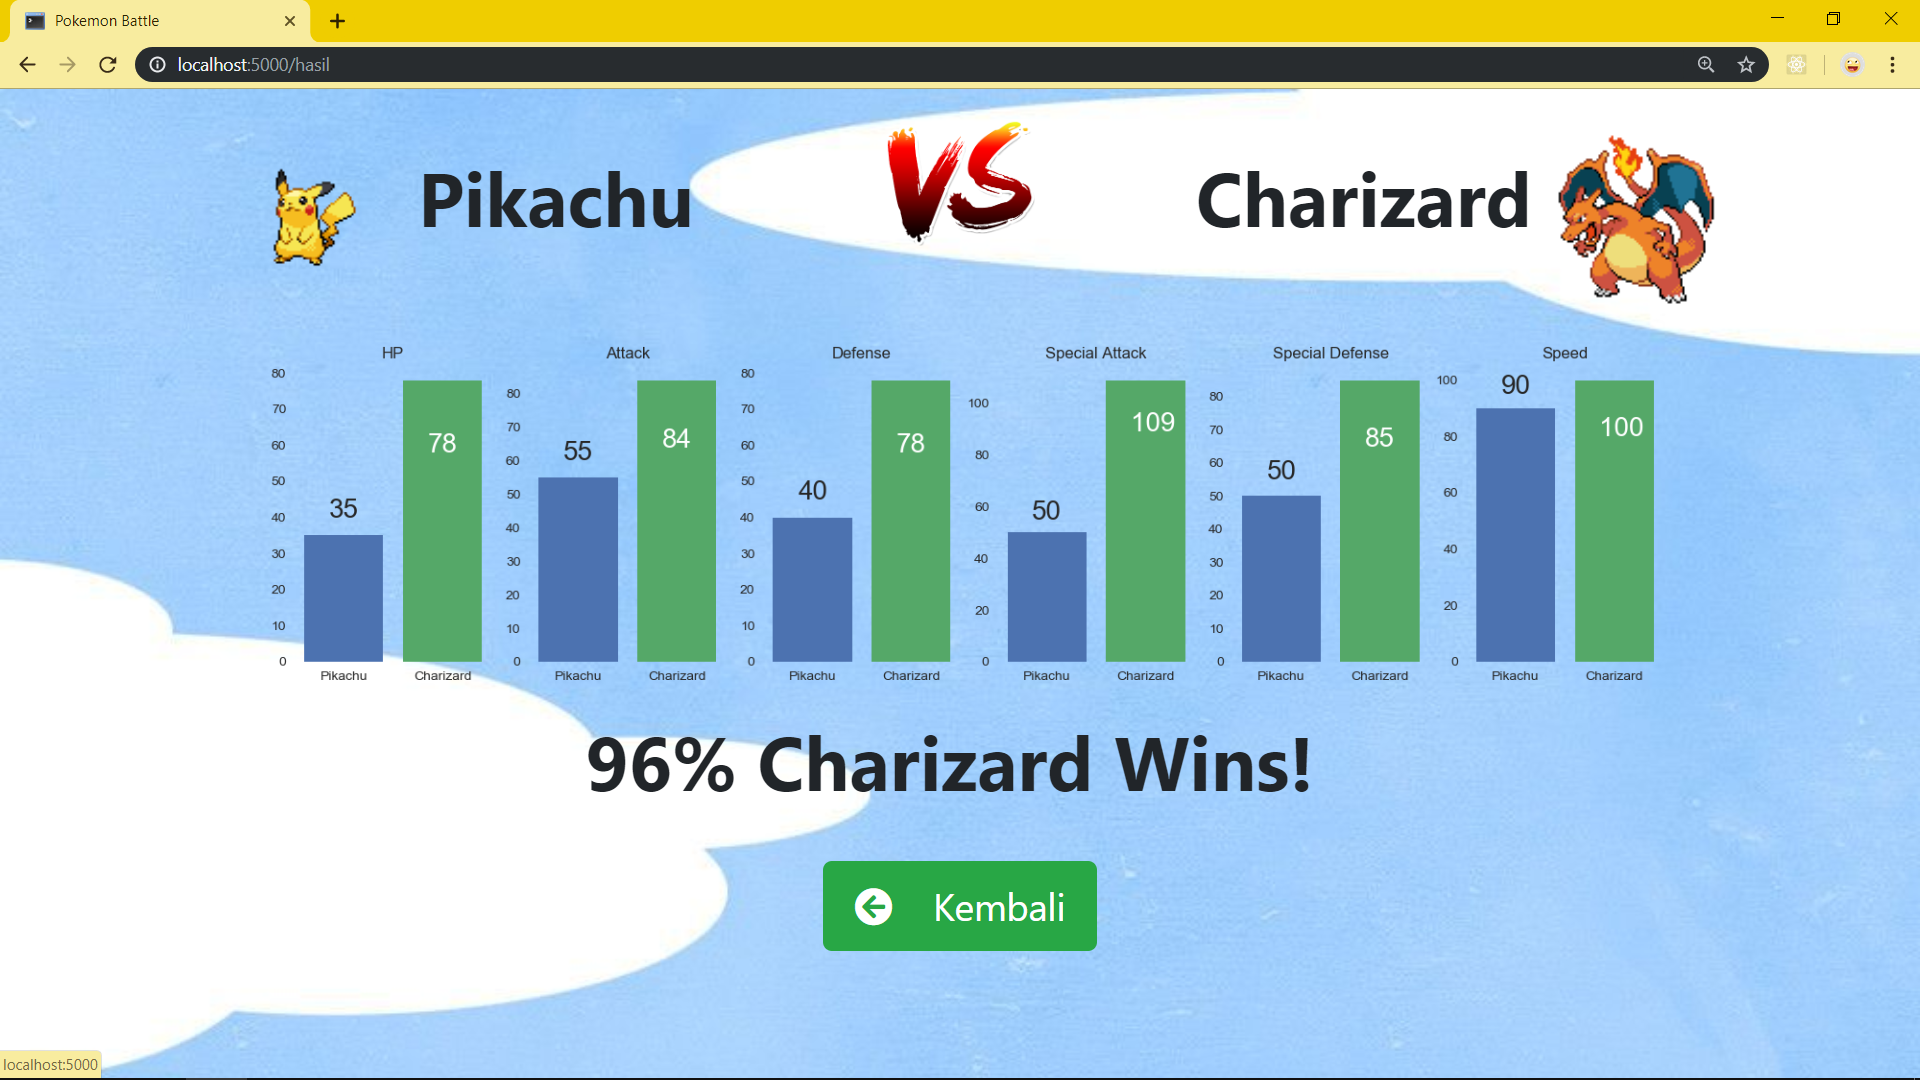 Pokemon Battle
localhost:5000/hasil
Pikachu VS Charizard
HP Attack Defense Special Attack Special Defense Speed
80 70 60 50 40 30 20 10 0
35 78
Pikachu Charizard
80 70 60 50 40 30 20 10 0
55 84
Pikachu Charizard
80 70 60 50 40 30 20 10 0
40 78
Pikachu Charizard
100 80 60 40 20 0
50 109
Pikachu Charizard
80 70 60 50 40 30 20 10 0
50 85
Pikachu Charizard
100 80 60 40 20 0
90 100
Pikachu Charizard
96% Charizard Wins!
Kembali
localhost:5000